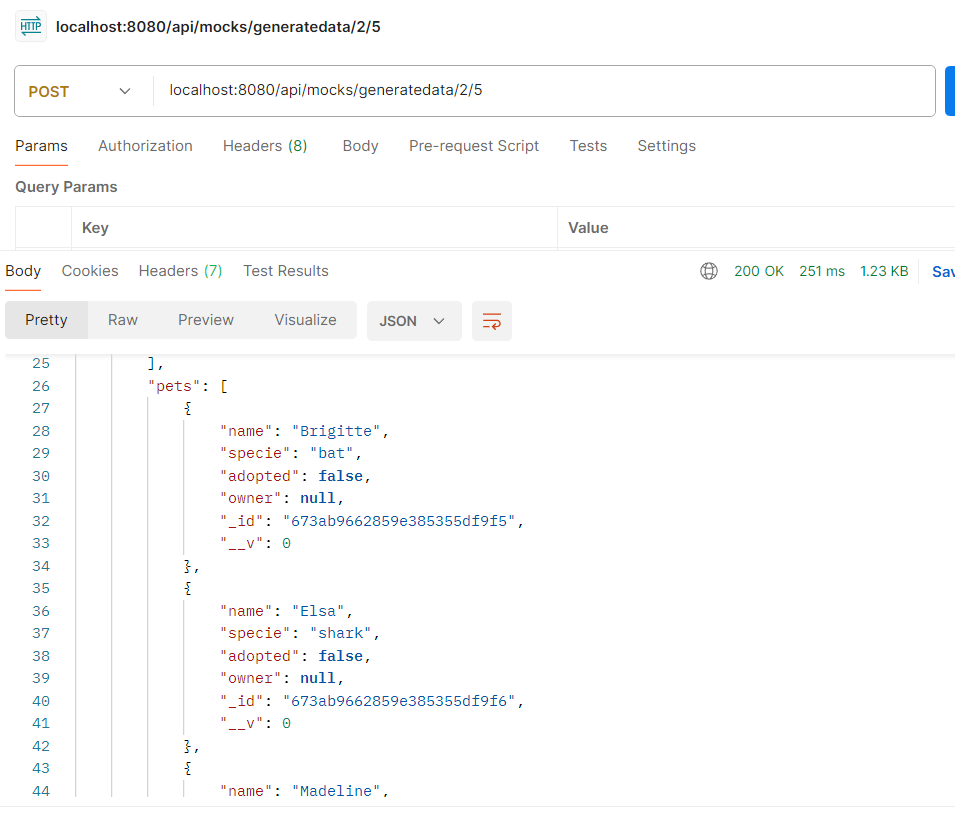 HTTP localhost:8080/api/mocks/generatedata/2/5
POST localhost:8080/api/mocks/generatedata/2/5
Params Authorization Headers (8) Body Pre-request Script Tests Settings
Query Params
Key Value
Body Cookies Headers (7) Test Results 200 OK 251 ms 1.23 KB Sav
Pretty Raw Preview Visualize JSON
25 ],
26 "pets": [
27 {
28 "name": "Brigitte",
29 "specie": "bat",
30 "adopted": false,
31 "owner": null,
32 "_id": "673ab9662859e385355df9f5",
33 "__v": 0
34 },
35 {
36 "name": "Elsa",
37 "specie": "shark",
38 "adopted": false,
39 "owner": null,
40 "_id": "673ab9662859e385355df9f6",
41 "__v": 0
42 },
43 {
44 "name": "Madeline",